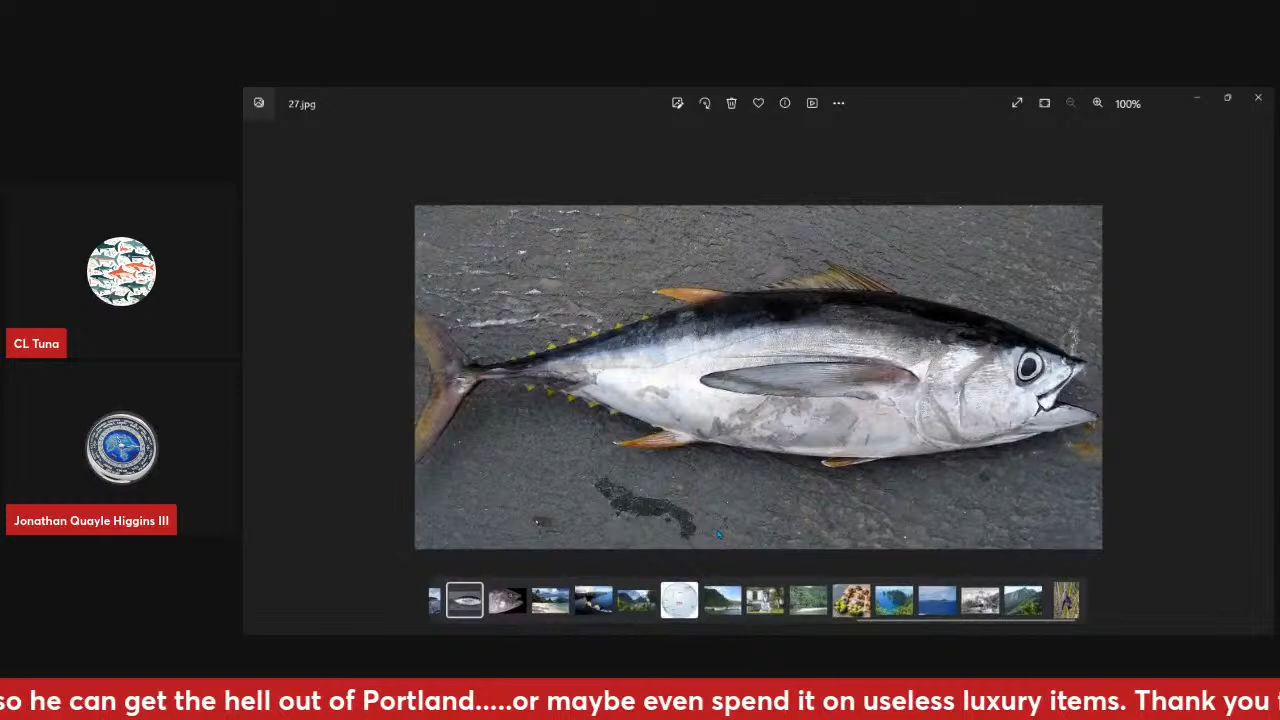 27.jpg
100%
CL Tuna
Jonathan Quayle Higgins III
so he can get the hell out of Portland.....or maybe even spend it on useless luxury items. Thank you